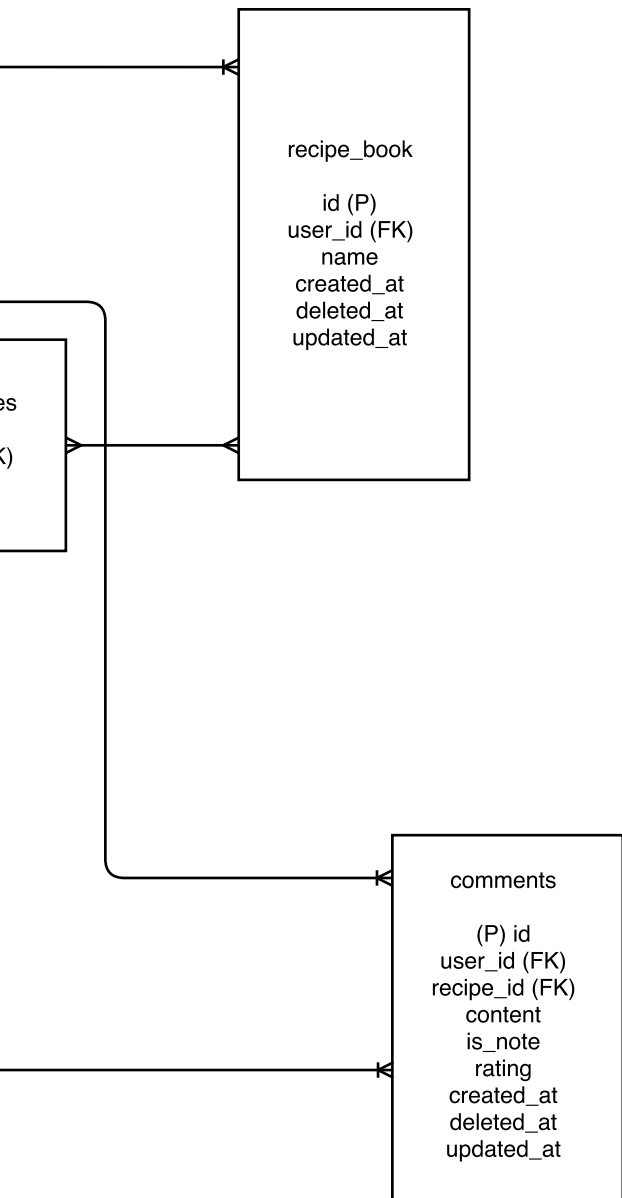 recipe_book
id (P)
user_id (FK)
name
created_at
deleted_at
updated_at
es
K)
comments
(P) id
user_id (FK)
recipe_id (FK)
content
is_note
rating
created_at
deleted_at
updated_at